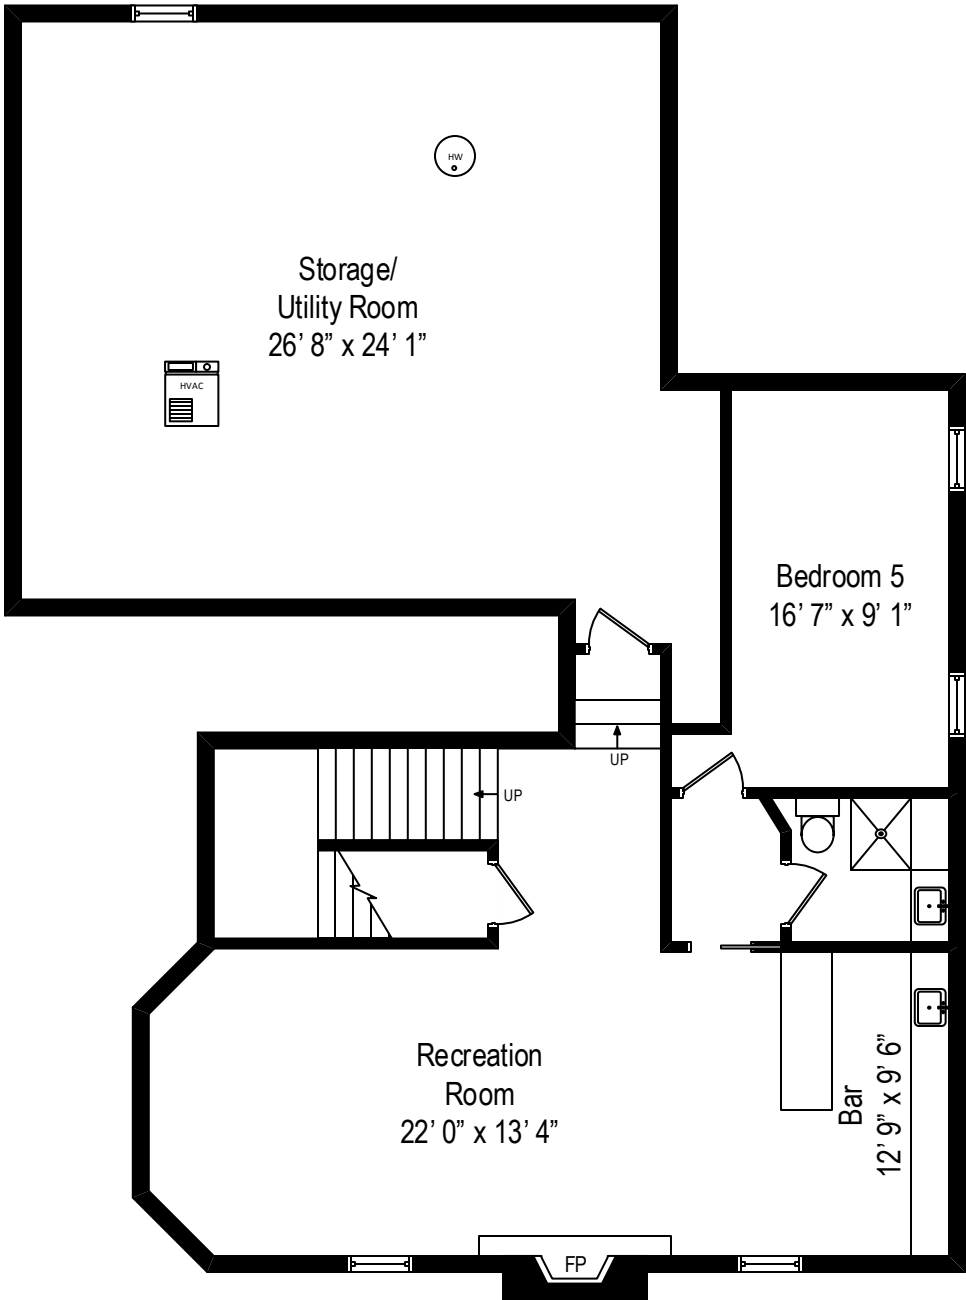 HW
Storage/
Utility Room
26’ 8” x 24’ 1”
HVAC
Bedroom 5
16’ 7” x 9’ 1”
UP
UP
Recreation
Room
22’ 0” x 13’ 4”
Bar
12’ 9” x 9’ 6”
FP